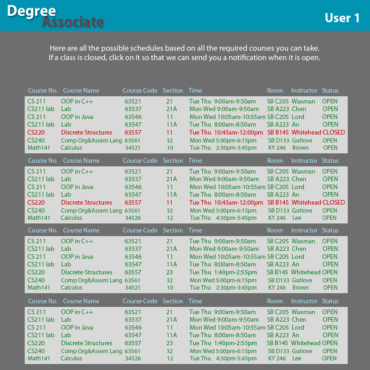 Degree
Associate
User 1
Here are all the possible schedules based on all the required courses you can take.
If a class is closed, click on it so that we can send you a notification when it is open.
Course No. Course Name Course Code Section Time Room Instructor Status
CS 211 OOP in C++ 63521 21 Tue Thu 9:00am-9:50am SB C205 Waxman OPEN
CS211 lab Lab 63537 21A Mon Wed 9:00am-9:50am SB A223 Chen OPEN
CS 211 OOP in Java 63546 11 Mon Wed 10:05am-10:55am SB C205 Lord OPEN
CS211 lab Lab 63547 11A Tue Thu 8:00am-8:50am SB A223 An OPEN
CS220 Discrete Structures 63557 11 Tue Thu 10:45am-12:00pm SB B145 Whitehead CLOSED
CS240 Comp Org&Assem Lang 63561 32 Mon Wed 5:00pm-6:15pm SB D133 Gutlove OPEN
Math141 Calculus 34521 10 Tue Thu 2:30pm-3:45pm KY 246 Brown OPEN
Course No. Course Name Course Code Section Time Room Instructor Status
CS 211 OOP in C++ 63521 21 Tue Thu 9:00am-9:50am SB C205 Waxman OPEN
CS211 lab Lab 63537 21A Mon Wed 9:00am-9:50am SB A223 Chen OPEN
CS 211 OOP in Java 63546 11 Mon Wed 10:05am-10:55am SB C205 Lord OPEN
CS211 lab Lab 63547 11A Tue Thu 8:00am-8:50am SB A223 An OPEN
CS220 Discrete Structures 63557 11 Tue Thu 10:45am-12:00pm SB B145 Whitehead CLOSED
CS240 Comp Org&Assem Lang 63561 32 Mon Wed 5:00pm-6:15pm SB D133 Gutlove OPEN
Math141 Calculus 34526 12 Tue Thu 4:30pm-5:45pm KY 246 Lee OPEN
Course No. Course Name Course Code Section Time Room Instructor Status
CS 211 OOP in C++ 63521 21 Tue Thu 9:00am-9:50am SB C205 Waxman OPEN
CS211 lab Lab 63537 21A Mon Wed 9:00am-9:50am SB A223 Chen OPEN
CS 211 OOP in Java 63546 11 Mon Wed 10:05am-10:55am SB C205 Lord OPEN
CS211 lab Lab 63547 11A Tue Thu 8:00am-8:50am SB A223 An OPEN
CS220 Discrete Structures 63557 23 Tue Thu 1:40pm-2:55pm SB B145 Whitehead OPEN
CS240 Comp Org&Assem Lang 63561 32 Mon Wed 5:00pm-6:15pm SB D133 Gutlove OPEN
Math141 Calculus 34521 10 Tue Thu 2:30pm-3:45pm KY 246 Brown OPEN
Course No. Course Name Course Code Section Time Room Instructor Status
CS 211 OOP in C++ 63521 21 Tue Thu 9:00am-9:50am SB C205 Waxman OPEN
CS211 lab Lab 63537 21A Mon Wed 9:00am-9:50am SB A223 Chen OPEN
CS 211 OOP in Java 63546 11 Mon Wed 10:05am-10:55am SB C205 Lord OPEN
CS211 lab Lab 63547 11A Tue Thu 8:00am-8:50am SB A223 An OPEN
CS220 Discrete Structures 63557 23 Tue Thu 1:40pm-2:55pm SB B145 Whitehead OPEN
CS240 Comp Org&Assem Lang 63561 32 Mon Wed 5:00pm-6:15pm SB D133 Gutlove OPEN
Math141 Calculus 34526 12 Tue Thu 4:30pm-5:45pm KY 246 Lee OPEN